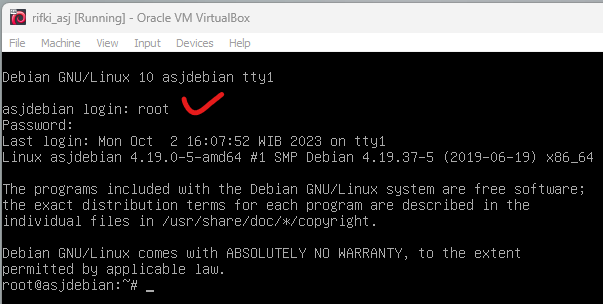 rifki_asj [Running] - Oracle VM VirtualBox
File Machine View Input Devices Help
Debian GNU/Linux 10 asjdebian tty1
asjdebian login: root
Password:
Last login: Mon Oct  2 16:07:52 WIB 2023 on tty1
Linux asjdebian 4.19.0-5-amd64 #1 SMP Debian 4.19.37-5 (2019-06-19) x86_64
The programs included with the Debian GNU/Linux system are free software;
the exact distribution terms for each program are described in the
individual files in /usr/share/doc/*/copyright.
Debian GNU/Linux comes with ABSOLUTELY NO WARRANTY, to the extent
permitted by applicable law.
root@asjdebian:~# _